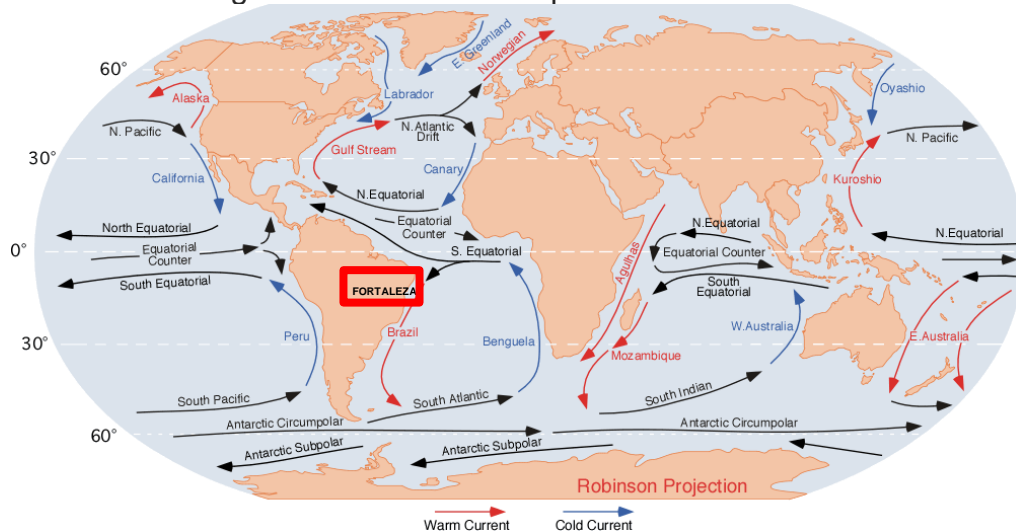 E. Greenland
Norwegian
60°
Labrador
Oyashio
Alaska
N. Pacific
N.Atlantic
Drift
N. Pacific
Gulf Stream
30°
Canary
California
Kuroshio
N.Equatorial
North Equatorial
Equatorial
Counter
N.Equatorial
N.Equatorial
0°
Equatorial
Counter
S. Equatorial
Equatorial Counter
South Equatorial
South
Equatorial
Agulhas
FORTALEZA
Peru
Brazil
Benguela
W.Australia
E.Australia
30°
Mozambique
South Pacific
South Atlantic
South Indian
Antarctic Circumpolar
Antarctic Circumpolar
60°
Antarctic Subpolar
Antarctic Subpolar
Robinson Projection
Warm Current
Cold Current